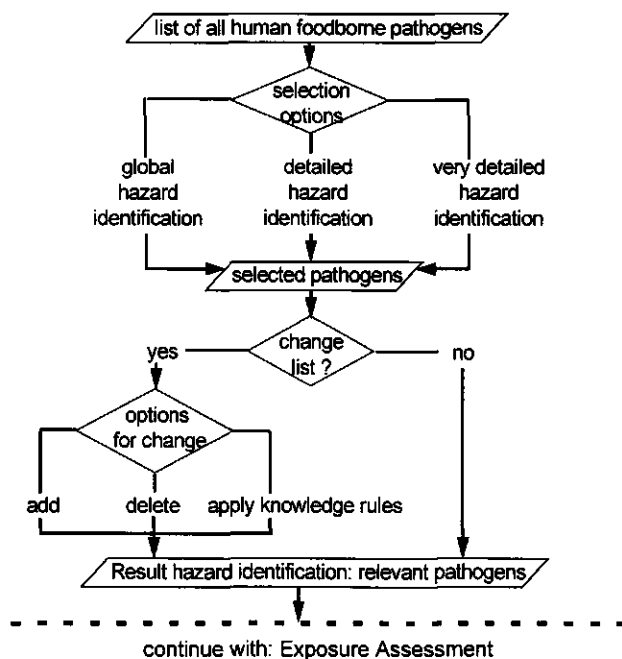 list of all human foodborne pathogens
selection
options
global
hazard
identification
detailed
hazard
identification
very detailed
hazard
identification
selected pathogens
change
list ?
yes
no
options
for change
add
delete
apply knowledge rules
Result hazard identification: relevant pathogens
continue with: Exposure Assessment